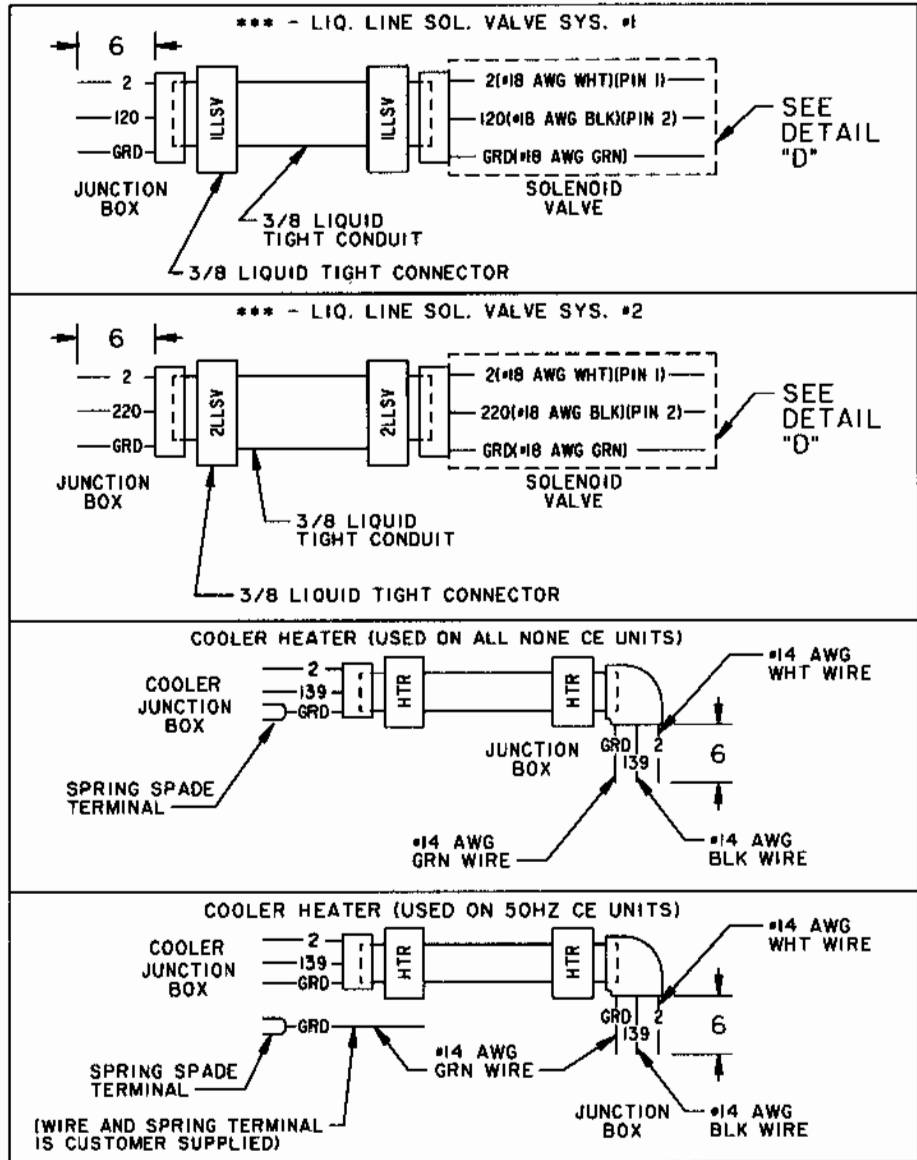 *** - LIQ. LINE SOL. VALVE SYS. #1
6
2
120
GRD
JUNCTION
BOX
1LLSV
1LLSV
2(#18 AWG WHT)(PIN 1)
120(#18 AWG BLK)(PIN 2)
GRD(#18 AWG GRN)
SOLENOID
VALVE
SEE
DETAIL
"D"
3/8 LIQUID
TIGHT CONDUIT
3/8 LIQUID TIGHT CONNECTOR
*** - LIQ. LINE SOL. VALVE SYS. #2
6
2
220
GRD
JUNCTION
BOX
2LLSV
2LLSV
2(#18 AWG WHT)(PIN 1)
220(#18 AWG BLK)(PIN 2)
GRD(#18 AWG GRN)
SOLENOID
VALVE
SEE
DETAIL
"D"
3/8 LIQUID
TIGHT CONDUIT
3/8 LIQUID TIGHT CONNECTOR
COOLER HEATER (USED ON ALL NONE CE UNITS)
COOLER
JUNCTION
BOX
2
139
GRD
HTR
HTR
#14 AWG
WHT WIRE
JUNCTION
BOX
GRD 2
139
6
SPRING SPADE
TERMINAL
#14 AWG
GRN WIRE
#14 AWG
BLK WIRE
COOLER HEATER (USED ON 50HZ CE UNITS)
COOLER
JUNCTION
BOX
2
139
GRD
HTR
HTR
#14 AWG
WHT WIRE
GRD 2
139
6
GRD
SPRING SPADE
TERMINAL
#14 AWG
GRN WIRE
(WIRE AND SPRING TERMINAL
IS CUSTOMER SUPPLIED)
JUNCTION
BOX
#14 AWG
BLK WIRE